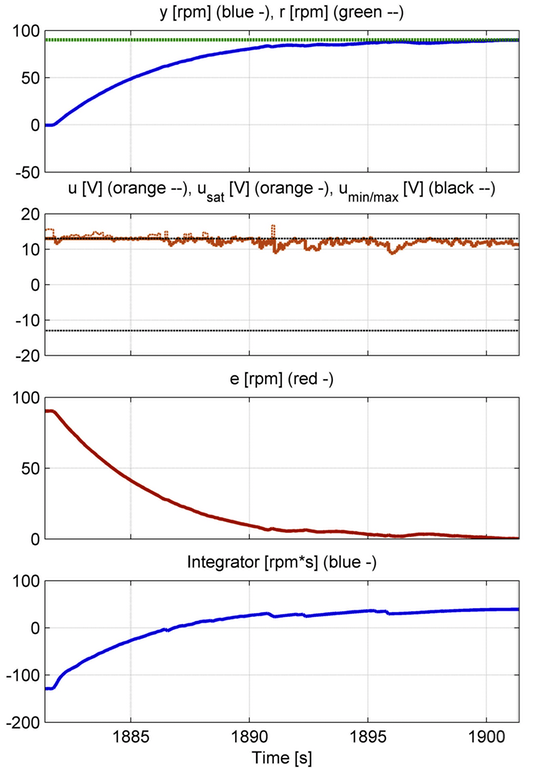 y [rpm] (blue -), r [rpm] (green --)
100
50
0
-50
u [V] (orange --), u_sat [V] (orange -), u_min/max [V] (black --)
20
10
0
-10
-20
e [rpm] (red -)
100
50
0
Integrator [rpm*s] (blue -)
100
0
-100
-200
1885 1890 1895 1900
Time [s]